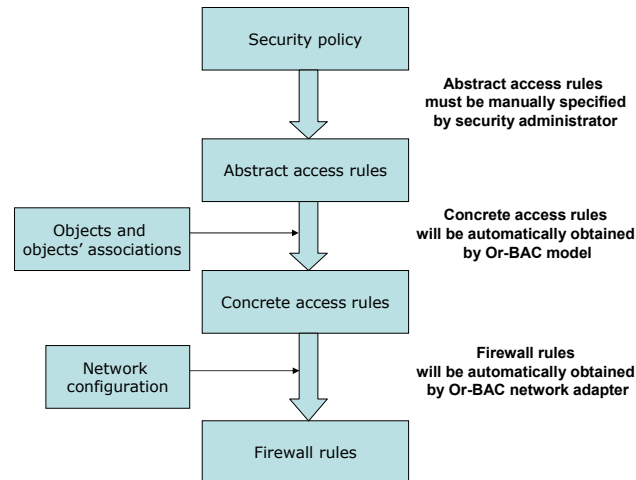 Security policy
Abstract access rules
must be manually specified
by security administrator
Abstract access rules
Objects and
objects’ associations
Concrete access rules
will be automatically obtained
by Or-BAC model
Concrete access rules
Network
configuration
Firewall rules
will be automatically obtained
by Or-BAC network adapter
Firewall rules